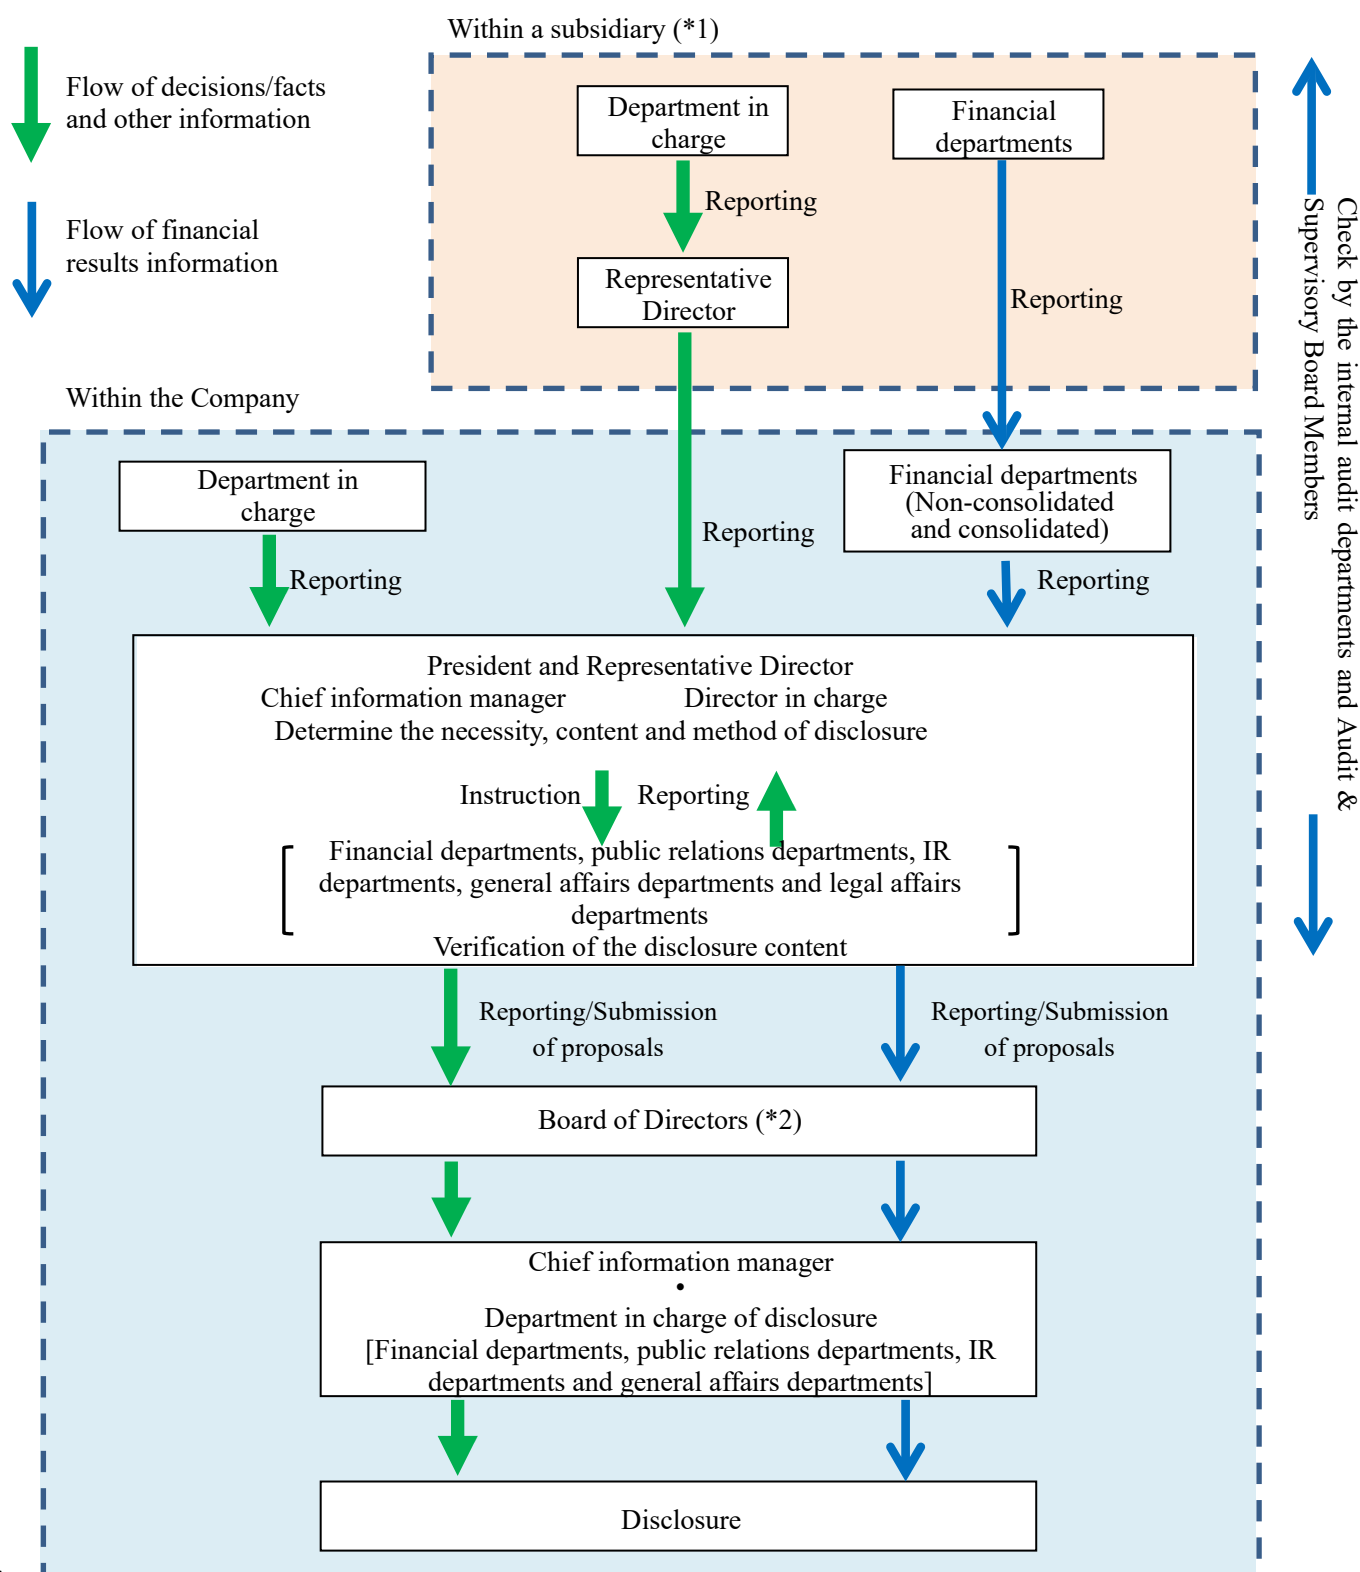 Within a subsidiary (*1)
Flow of decisions/facts
and other information
Flow of financial
results information
Department in
charge
Financial
departments
Reporting
Representative
Director
Reporting
Check by the internal audit departments and Audit &
Supervisory Board Members
Within the Company
Department in
charge
Financial departments
(Non-consolidated
and consolidated)
Reporting
Reporting
Reporting
President and Representative Director
Chief information manager Director in charge
Determine the necessity, content and method of disclosure
Instruction Reporting
Financial departments, public relations departments, IR
departments, general affairs departments and legal affairs
departments
Verification of the disclosure content
Reporting/Submission
of proposals
Reporting/Submission
of proposals
Board of Directors (*2)
Chief information manager
•
Department in charge of disclosure
[Financial departments, public relations departments, IR
departments and general affairs departments]
Disclosure